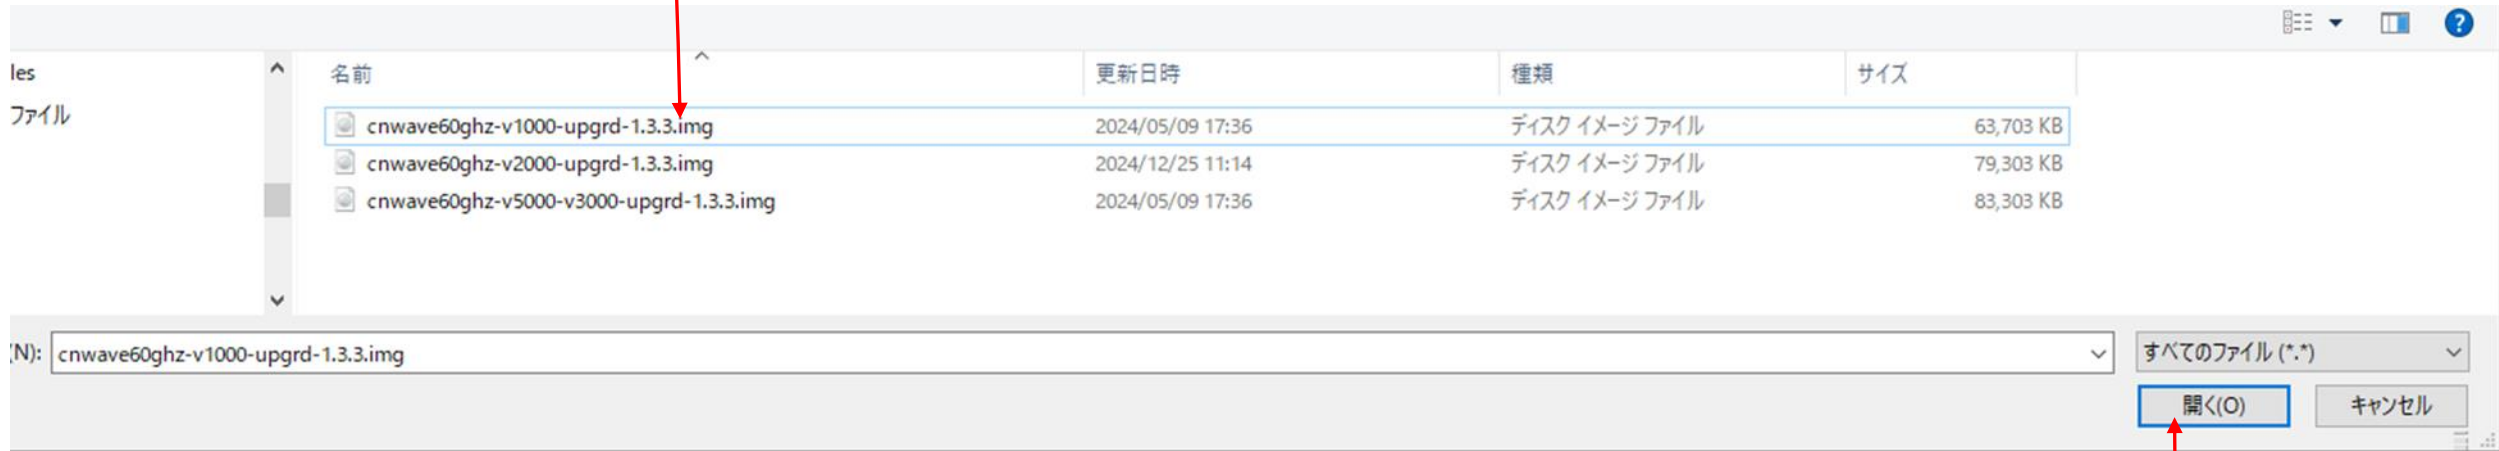 les
ファイル
名前 更新日時 種類 サイズ
cnwave60ghz-v1000-upgrd-1.3.3.img 2024/05/09 17:36 ディスク イメージ ファイル 63,703 KB
cnwave60ghz-v2000-upgrd-1.3.3.img 2024/12/25 11:14 ディスク イメージ ファイル 79,303 KB
cnwave60ghz-v5000-v3000-upgrd-1.3.3.img 2024/05/09 17:36 ディスク イメージ ファイル 83,303 KB
(N): cnwave60ghz-v1000-upgrd-1.3.3.img すべてのファイル (*.*)
開く(O) キャンセル